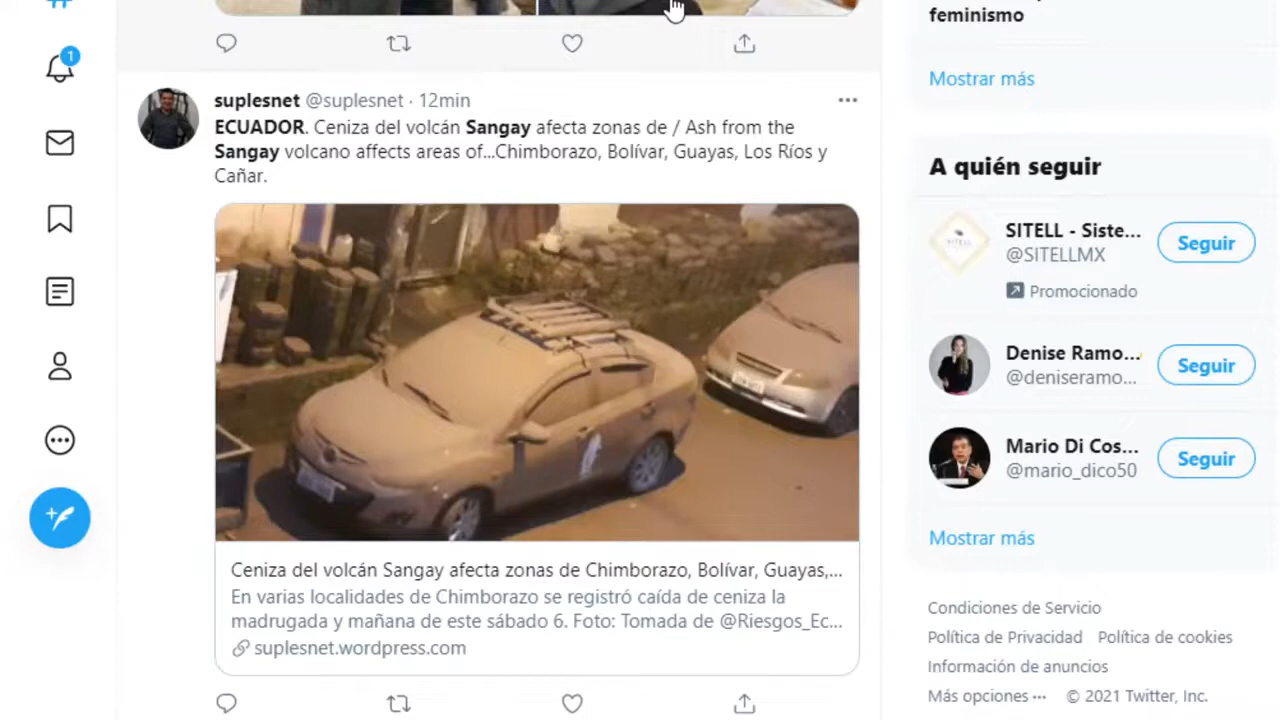 #
1
suplesnet @suplesnet · 12min
ECUADOR. Ceniza del volcán Sangay afecta zonas de / Ash from the
Sangay volcano affects areas of...Chimborazo, Bolívar, Guayas, Los Ríos y
Cañar.
Ceniza del volcán Sangay afecta zonas de Chimborazo, Bolívar, Guayas,...
En varias localidades de Chimborazo se registró caída de ceniza la
madrugada y mañana de este sábado 6. Foto: Tomada de @Riesgos_Ec...
suplesnet.wordpress.com
feminismo
Mostrar más
A quién seguir
SITELL - Siste...
@SITELLMX
Seguir
Promocionado
Denise Ramo...
@deniseramo...
Seguir
Mario Di Cos...
@mario_dico50
Seguir
Mostrar más
Condiciones de Servicio
Política de Privacidad Política de cookies
Información de anuncios
Más opciones ··· © 2021 Twitter, Inc.